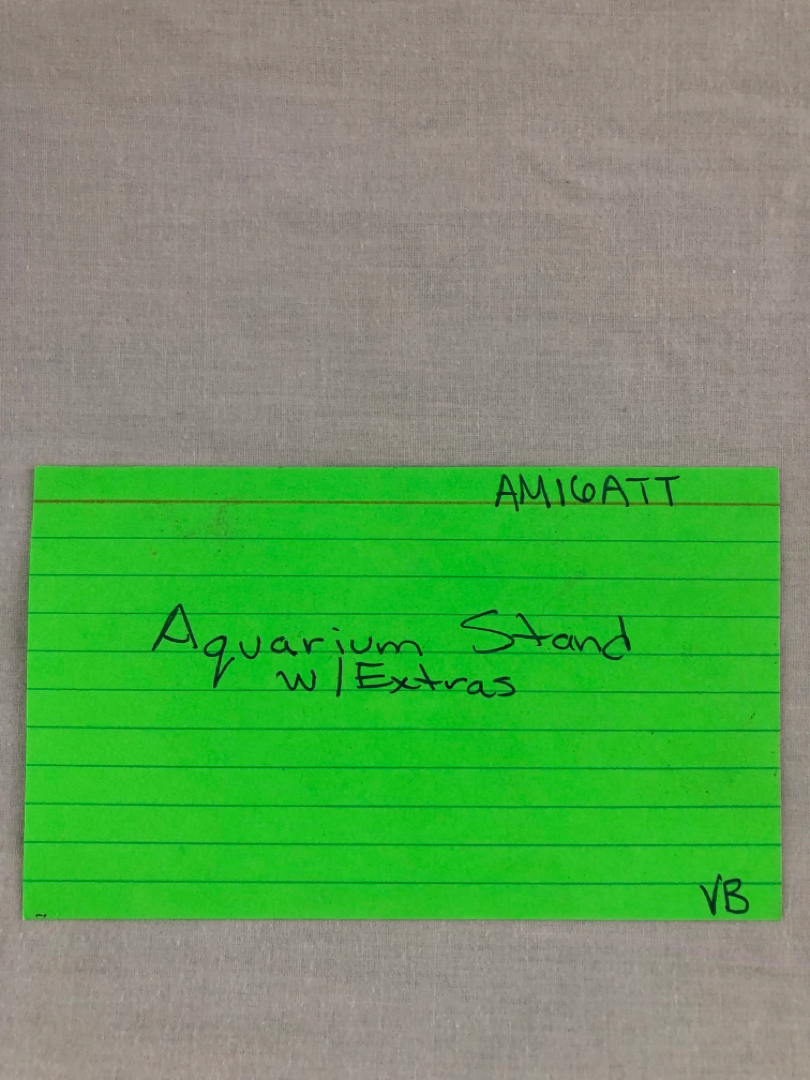 AM16ATT
Aquarium Stand
w/Extras
VB